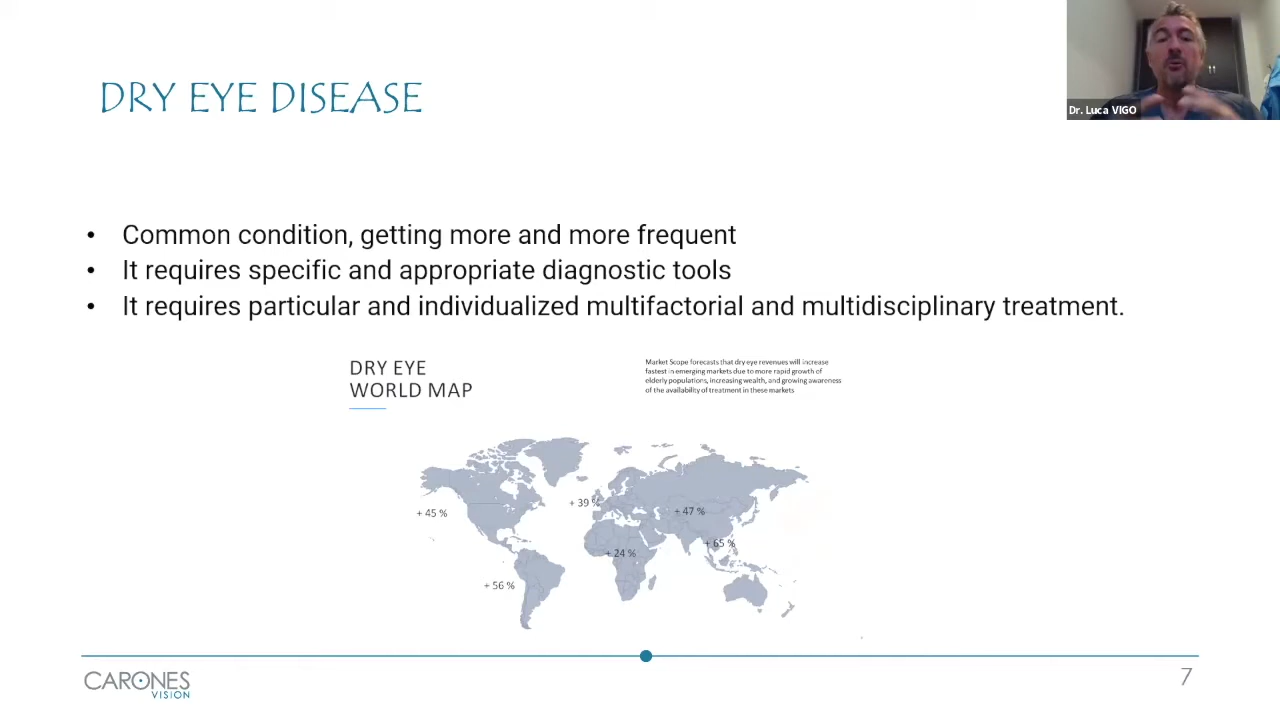 Dr. Luca VIGO
DRY EYE DISEASE
• Common condition, getting more and more frequent
• It requires specific and appropriate diagnostic tools
• It requires particular and individualized multifactorial and multidisciplinary treatment.
DRY EYE
WORLD MAP
Market Scope forecasts that dry eye revenues will increase
fastest in emerging markets due to more rapid growth of
elderly populations, increasing wealth, and growing awareness
of the availability of treatment in these markets
+ 39 %
+ 45 %
+ 47 %
+ 65 %
+ 24 %
+ 56 %
CARONES
VISION
7